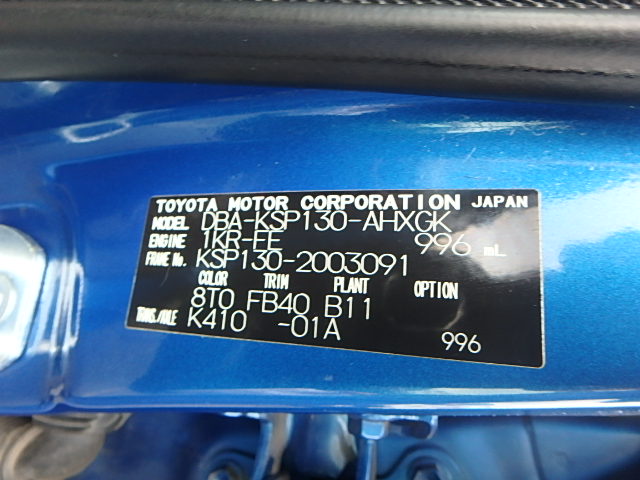 TOYOTA MOTOR CORPORATION JAPAN
MODEL DBA-KSP130-AHXGK
ENGINE 1KR-FE 996 mL
FRAME No. KSP130-2003091
COLOR TRIM PLANT OPTION
8T0 FB40 B11
TRANS./AXLE K410 -01A 996